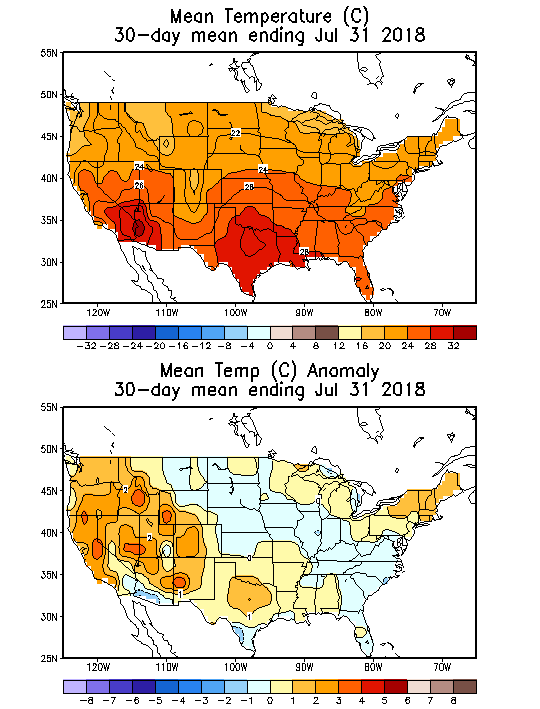 Mean Temperature (C)
30-day mean ending Jul 31 2018
55N
50N
45N
40N
35N
30N
25N
22
24
24
26
26
28
120W 110W 100W 90W 80W 70W
-32 -28 -24 -20 -16 -12 -8 -4 0 4 8 12 16 20 24 28 32
Mean Temp (C) Anomaly
30-day mean ending Jul 31 2018
55N
50N
45N
40N
35N
30N
25N
2
2
0
-1
1
120W 110W 100W 90W 80W 70W
-8 -7 -6 -5 -4 -3 -2 -1 0 1 2 3 4 5 6 7 8